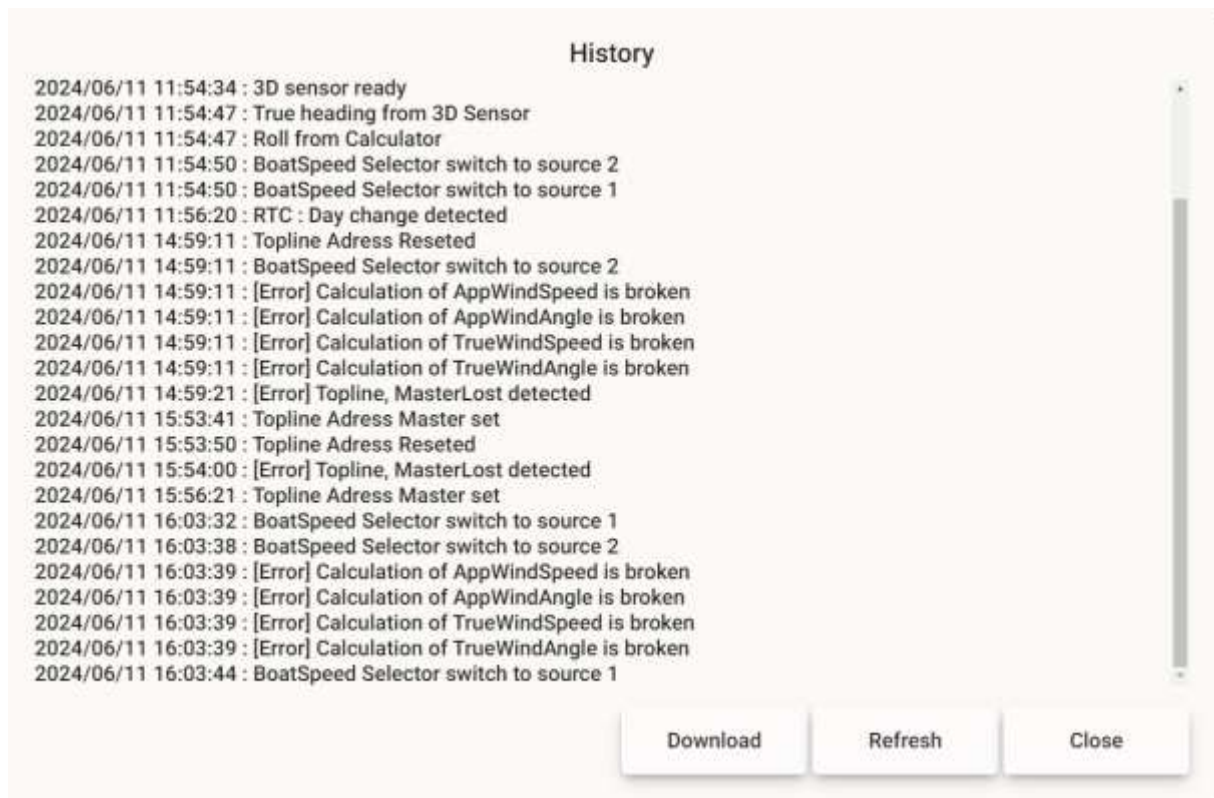 History
2024/06/11 11:54:34 : 3D sensor ready
2024/06/11 11:54:47 : True heading from 3D Sensor
2024/06/11 11:54:47 : Roll from Calculator
2024/06/11 11:54:50 : BoatSpeed Selector switch to source 2
2024/06/11 11:54:50 : BoatSpeed Selector switch to source 1
2024/06/11 11:56:20 : RTC : Day change detected
2024/06/11 14:59:11 : Topline Adress Reseted
2024/06/11 14:59:11 : BoatSpeed Selector switch to source 2
2024/06/11 14:59:11 : [Error] Calculation of AppWindSpeed is broken
2024/06/11 14:59:11 : [Error] Calculation of AppWindAngle is broken
2024/06/11 14:59:11 : [Error] Calculation of TrueWindSpeed is broken
2024/06/11 14:59:11 : [Error] Calculation of TrueWindAngle is broken
2024/06/11 14:59:21 : [Error] Topline, MasterLost detected
2024/06/11 15:53:41 : Topline Adress Master set
2024/06/11 15:53:50 : Topline Adress Reseted
2024/06/11 15:54:00 : [Error] Topline, MasterLost detected
2024/06/11 15:56:21 : Topline Adress Master set
2024/06/11 16:03:32 : BoatSpeed Selector switch to source 1
2024/06/11 16:03:38 : BoatSpeed Selector switch to source 2
2024/06/11 16:03:39 : [Error] Calculation of AppWindSpeed is broken
2024/06/11 16:03:39 : [Error] Calculation of AppWindAngle is broken
2024/06/11 16:03:39 : [Error] Calculation of TrueWindSpeed is broken
2024/06/11 16:03:39 : [Error] Calculation of TrueWindAngle is broken
2024/06/11 16:03:44 : BoatSpeed Selector switch to source 1
Download Refresh Close